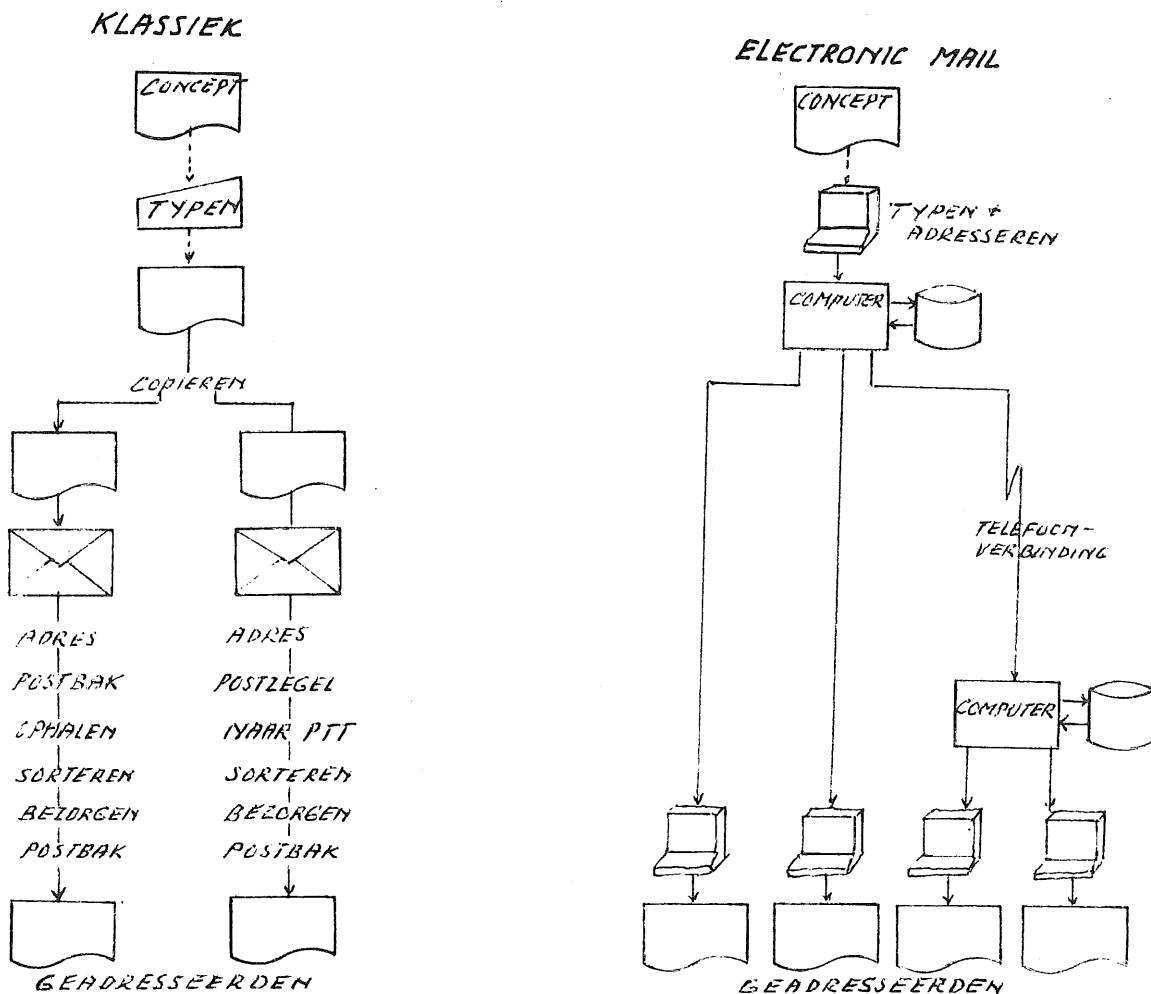 KLASSIEK
CONCEPT
TYPEN
COPIEREN
ADRES
POSTBAK
OPHALEN
SORTEREN
BEZORGEN
POSTBAK
ADRES
POSTZEGEL
NAAR PTT
SORTEREN
BEZORGEN
POSTBAK
GEADRESSEERDEN
ELECTRONIC MAIL
CONCEPT
TYPEN +
ADRESSEREN
COMPUTER
TELEFOON-
VERBINDING
COMPUTER
GEADRESSEERDEN